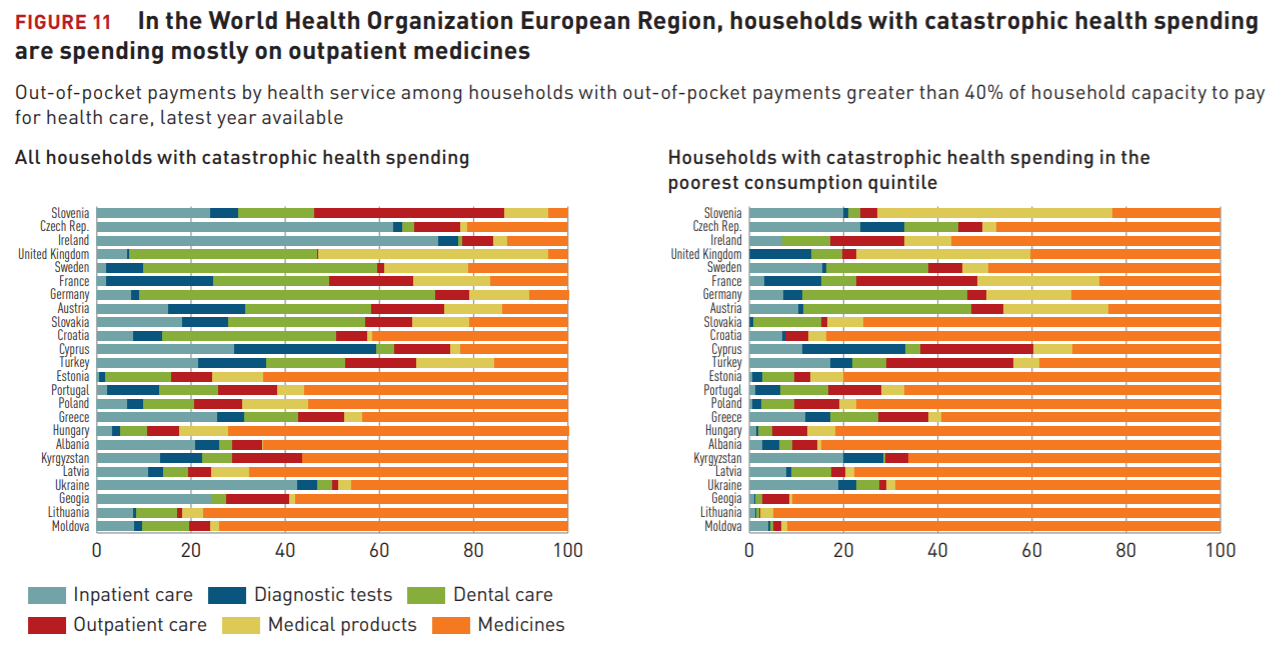 FIGURE 11 In the World Health Organization European Region, households with catastrophic health spending
are spending mostly on outpatient medicines
Out-of-pocket payments by health service among households with out-of-pocket payments greater than 40% of household capacity to pay
for health care, latest year available
All households with catastrophic health spending
Slovenia
Czech Rep.
Ireland
United Kingdom
Sweden
France
Germany
Austria
Slovakia
Croatia
Cyprus
Turkey
Estonia
Portugal
Poland
Greece
Hungary
Albania
Kyrgyzstan
Latvia
Ukraine
Geogia
Lithuania
Moldova
0 20 40 60 80 100
Households with catastrophic health spending in the
poorest consumption quintile
Slovenia
Czech Rep.
Ireland
United Kingdom
Sweden
France
Germany
Austria
Slovakia
Croatia
Cyprus
Turkey
Estonia
Portugal
Poland
Greece
Hungary
Albania
Kyrgyzstan
Latvia
Ukraine
Geogia
Lithuania
Moldova
0 20 40 60 80 100
Inpatient care Diagnostic tests Dental care
Outpatient care Medical products Medicines